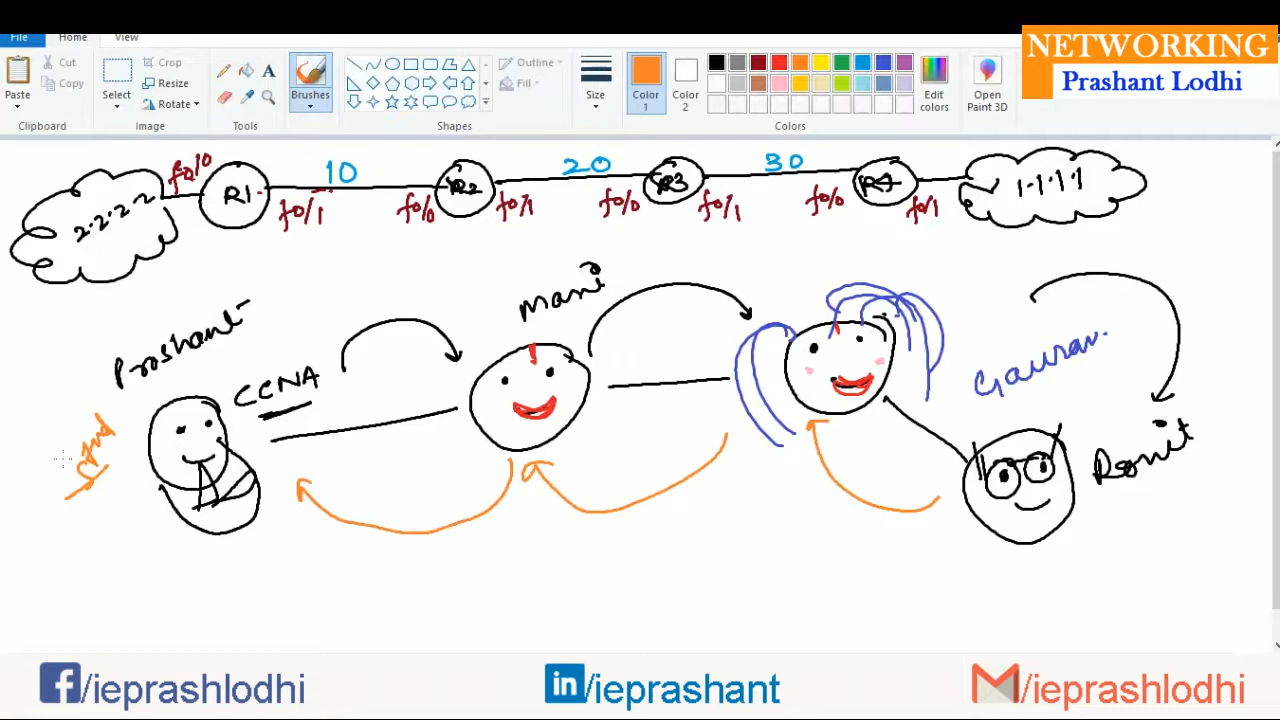 File Home View
NETWORKING
Prashant Lodhi
Paste
Cut
Copy
Clipboard
Select
Crop
Resize
Rotate
Image
A
Tools
Brushes
Shapes
Outline
Fill
Size
Color 1
Color 2
Colors
Edit colors
Open Paint 3D
2.2.2.2
f0/0
R1
10
f0/1
f0/0
R2
f0/1
20
f0/0
R3
f0/1
30
f0/0
R4
f0/1
1.1.1.1
Prashant
CCNA
Mani
Gaurav
Ronit
/ieprashlodhi
in
/ieprashant
/ieprashlodhi